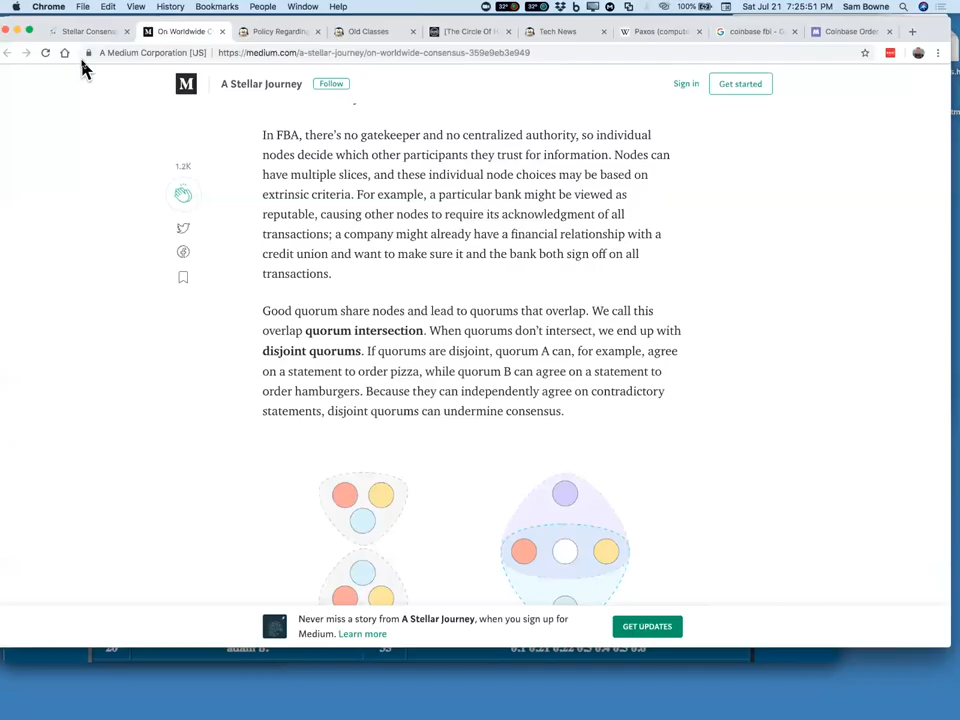 Chrome File Edit View History Bookmarks People Window Help 32° 32° 100% Sat Jul 21 7:25:51 PM Sam Bowne
Stellar Consens On Worldwide C Policy Regarding Old Classes [The Circle Of Tech News Paxos (compute coinbase fbi - G Coinbase Order
A Medium Corporation [US] https://medium.com/a-stellar-journey/on-worldwide-consensus-359e9eb3e949
M A Stellar Journey Follow Sign in Get started
In FBA, there's no gatekeeper and no centralized authority, so individual
nodes decide which other participants they trust for information. Nodes can
have multiple slices, and these individual node choices may be based on
extrinsic criteria. For example, a particular bank might be viewed as
reputable, causing other nodes to require its acknowledgment of all
transactions; a company might already have a financial relationship with a
credit union and want to make sure it and the bank both sign off on all
transactions.
1.2K
Good quorum share nodes and lead to quorums that overlap. We call this
overlap quorum intersection. When quorums don't intersect, we end up with
disjoint quorums. If quorums are disjoint, quorum A can, for example, agree
on a statement to order pizza, while quorum B can agree on a statement to
order hamburgers. Because they can independently agree on contradictory
statements, disjoint quorums can undermine consensus.
Never miss a story from A Stellar Journey, when you sign up for
Medium. Learn more
GET UPDATES